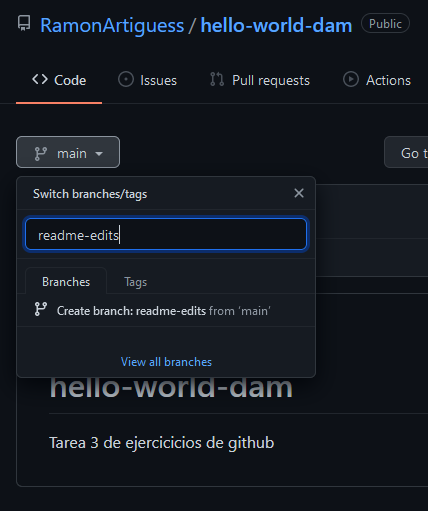 RamonArtiguess / hello-world-dam Public
Code Issues Pull requests Actions
main Go t
Switch branches/tags
readme-edits
Branches Tags
Create branch: readme-edits from ‘main’
View all branches
hello-world-dam
Tarea 3 de ejercicicios de github